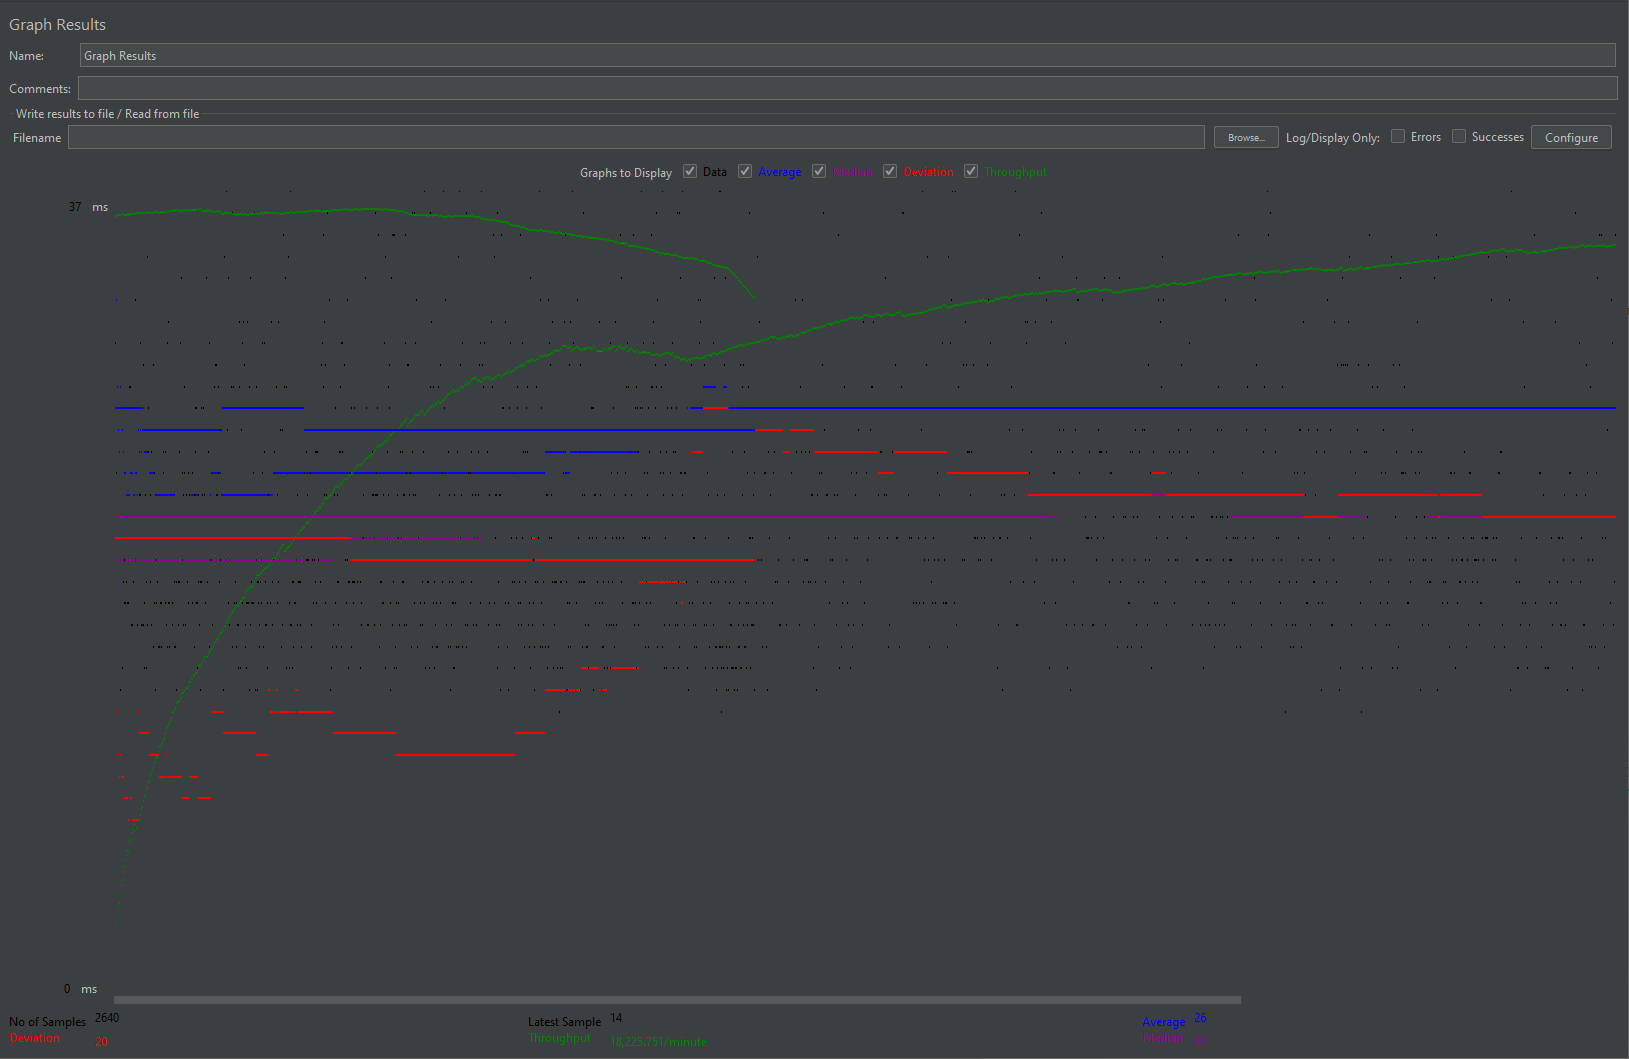 Graph Results
Name: Graph Results
Comments:
Write results to file / Read from file
Filename Browse... Log/Display Only: Errors Successes Configure
Graphs to Display Data Average Median Deviation Throughput
37 ms
0 ms
No of Samples 2640 Latest Sample 14 Average 26
Deviation 20 Throughput 18,225.751/minute Median